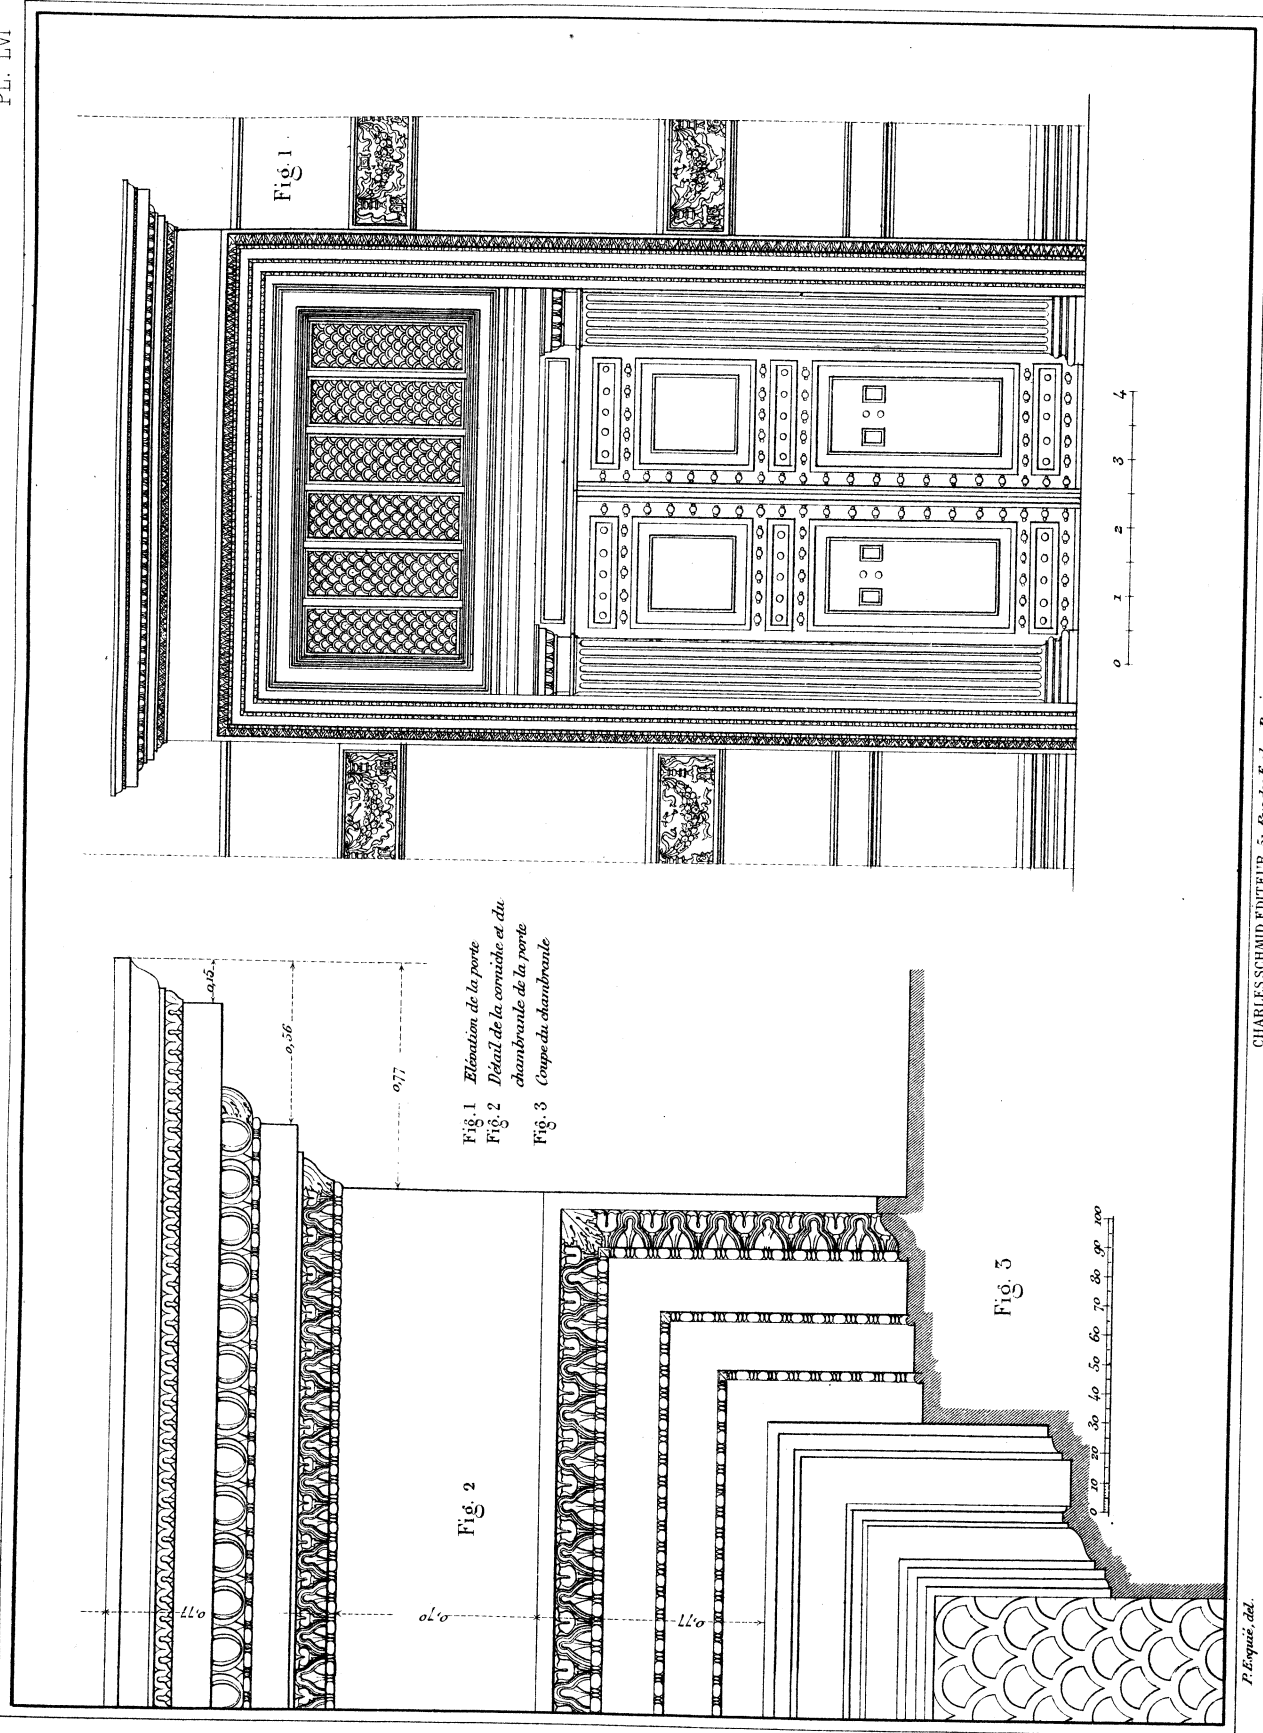 PL. LVI
Fig. 1
0 1 2 3 4
0,15
0,56
0,77
Fig. 1 Elévation de la porte
Fig. 2 Détail de la corniche et du
chambranle de la porte
Fig. 3 Coupe du chambranle
Fig. 2
0,77
0,70
0,77
Fig. 3
0 10 20 30 40 50 60 70 80 90 100
P. Esquié, del.
CHARLES SCHMID EDITEUR